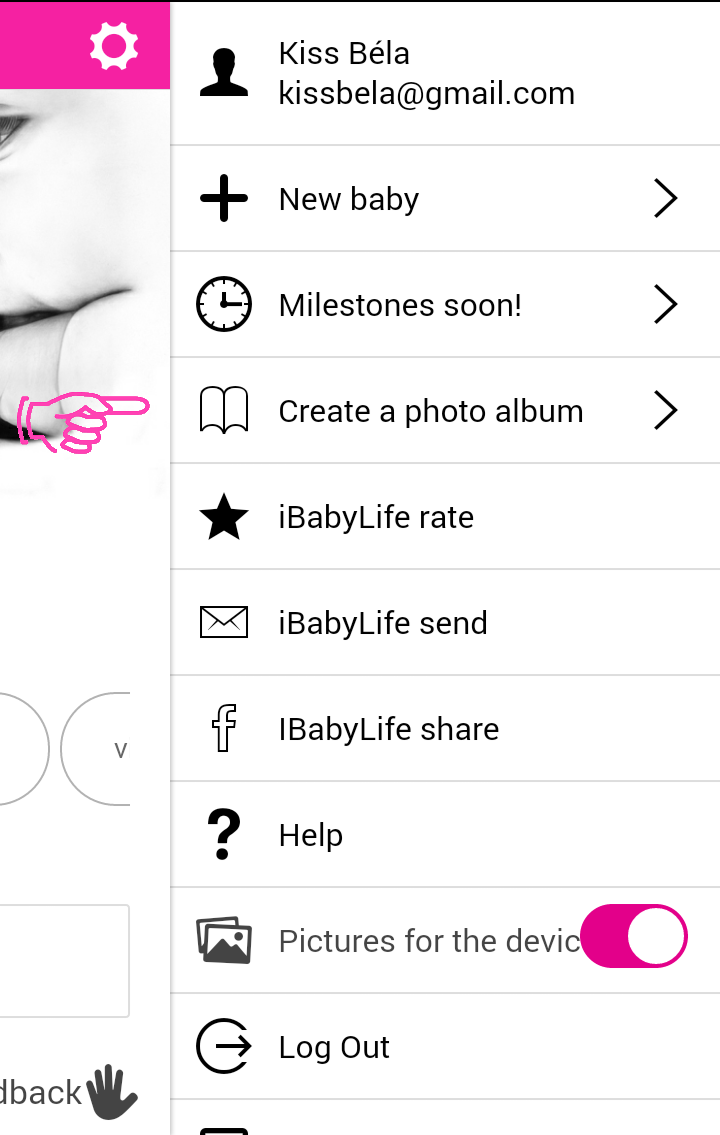 Kiss Béla
kissbela@gmail.com
New baby
Milestones soon!
Create a photo album
iBabyLife rate
iBabyLife send
IBabyLife share
v
Help
Pictures for the devic
Log Out
dback